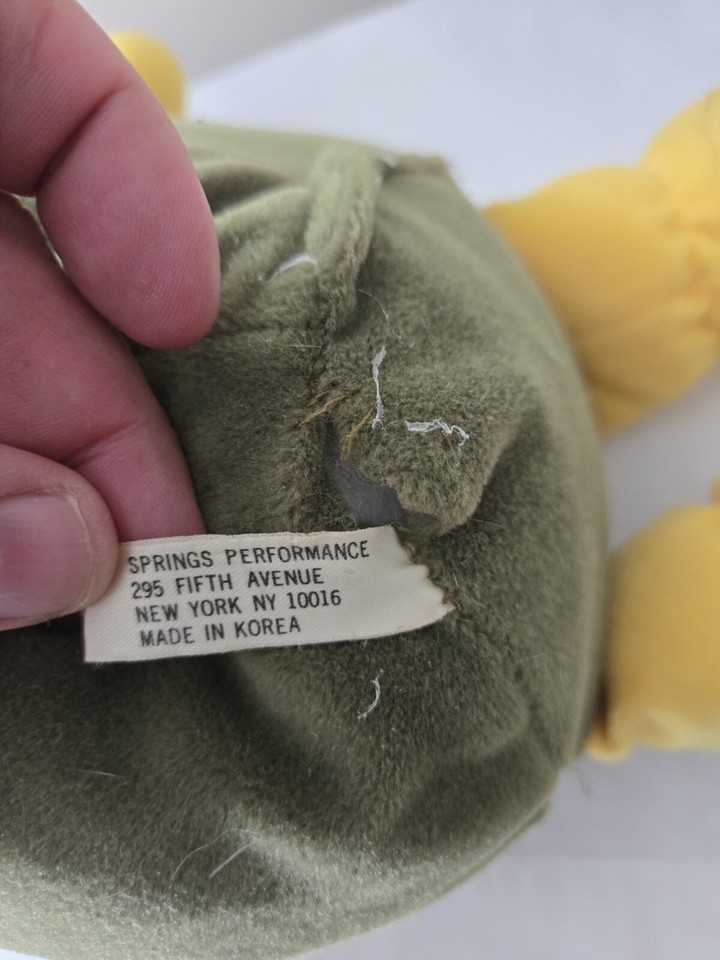 SPRINGS PERFORMANCE
295 FIFTH AVENUE
NEW YORK NY 10016
MADE IN KOREA